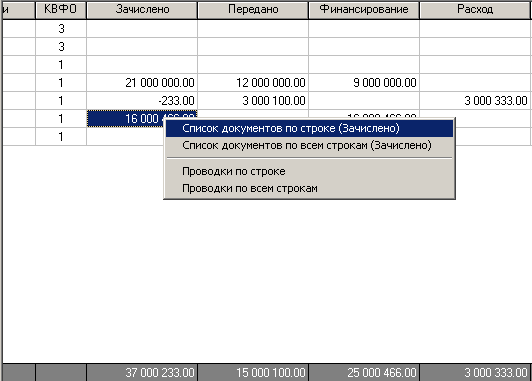 и КВФО Зачислено Передано Финансирование Расход
3
3
1
1 21 000 000.00 12 000 000.00 9 000 000.00
1 -233.00 3 000 100.00 3 000 333.00
1 16 000 466.00 16 000 466.00
1
Список документов по строке (Зачислено)
Список документов по всем строкам (Зачислено)
Проводки по строке
Проводки по всем строкам
37 000 233.00 15 000 100.00 25 000 466.00 3 000 333.00